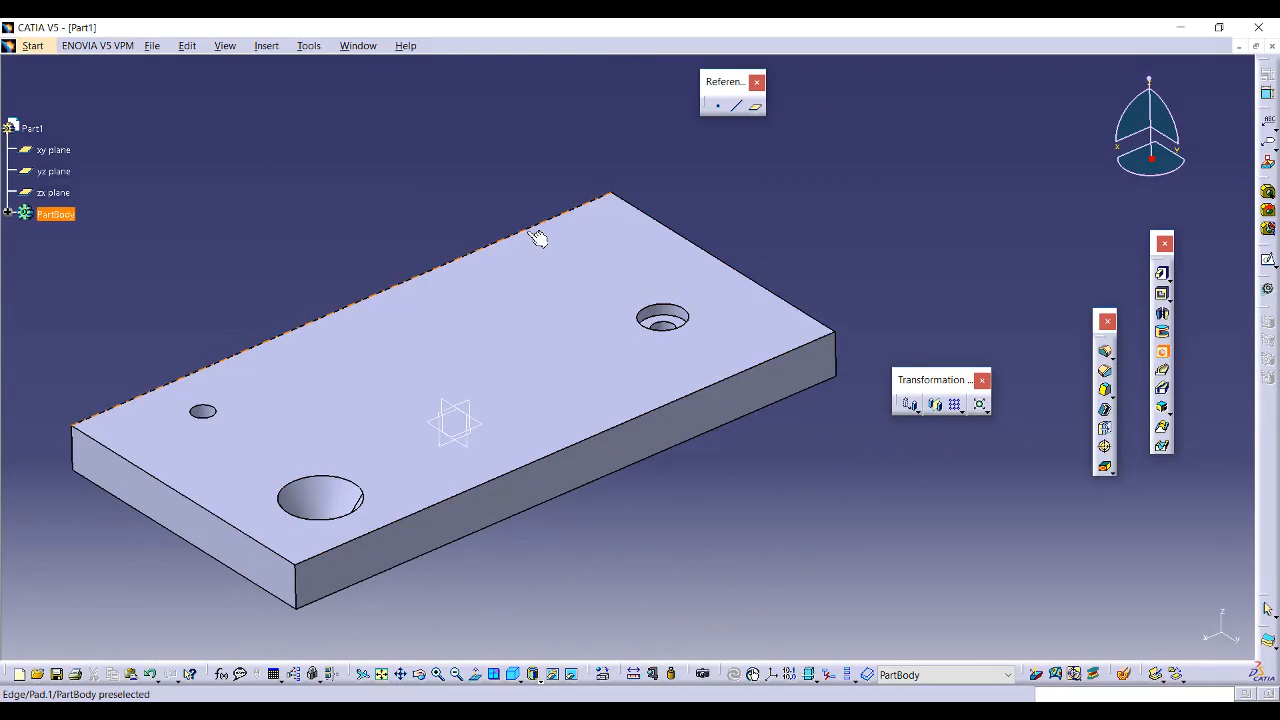 CATIA V5 - [Part1]
Start ENOVIA V5 VPM File Edit View Insert Tools Window Help
Referen...
Part1
xy plane
yz plane
zx plane
PartBody
Transformation ...
PartBody
Edge/Pad.1/PartBody preselected